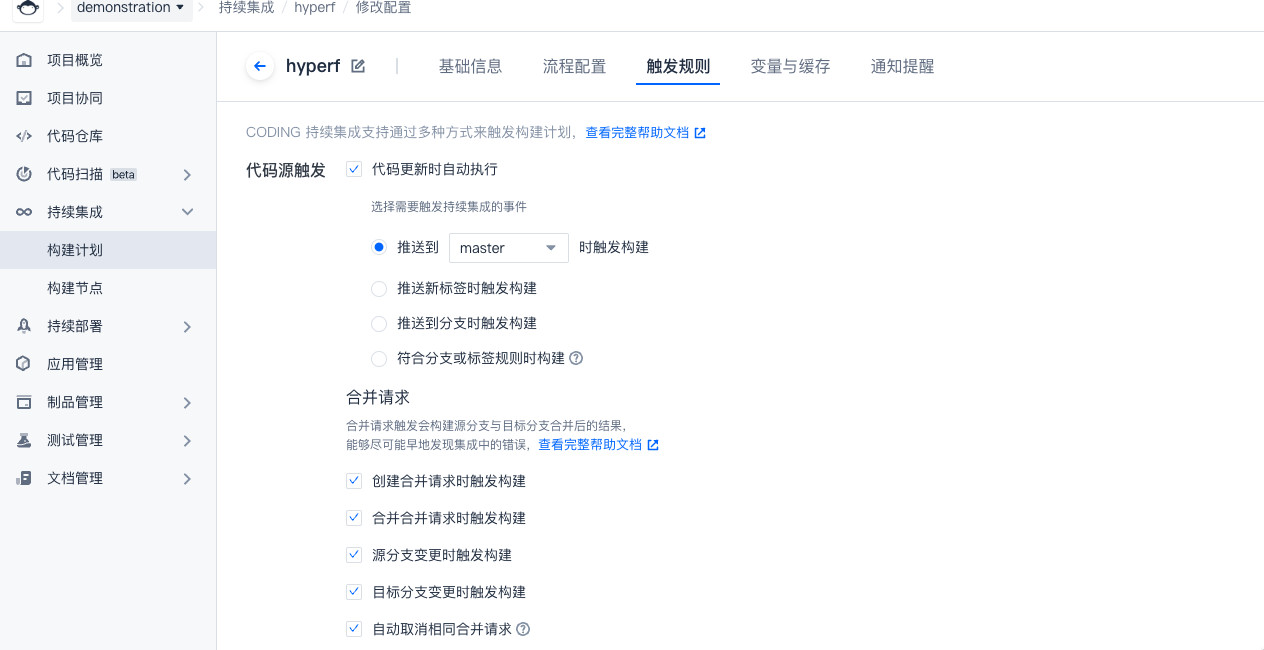 demonstration
持续集成 / hyperf / 修改配置
项目概览
项目协同
代码仓库
代码扫描 beta
持续集成
构建计划
构建节点
持续部署
应用管理
制品管理
测试管理
文档管理
hyperf
基础信息
流程配置
触发规则
变量与缓存
通知提醒
CODING 持续集成支持通过多种方式来触发构建计划，查看完整帮助文档
代码源触发
代码更新时自动执行
选择需要触发持续集成的事件
推送到 master 时触发构建
推送新标签时触发构建
推送到分支时触发构建
符合分支或标签规则时构建
合并请求
合并请求触发会构建源分支与目标分支合并后的结果，
能够尽可能早地发现集成中的错误，查看完整帮助文档
创建合并请求时触发构建
合并合并请求时触发构建
源分支变更时触发构建
目标分支变更时触发构建
自动取消相同合并请求